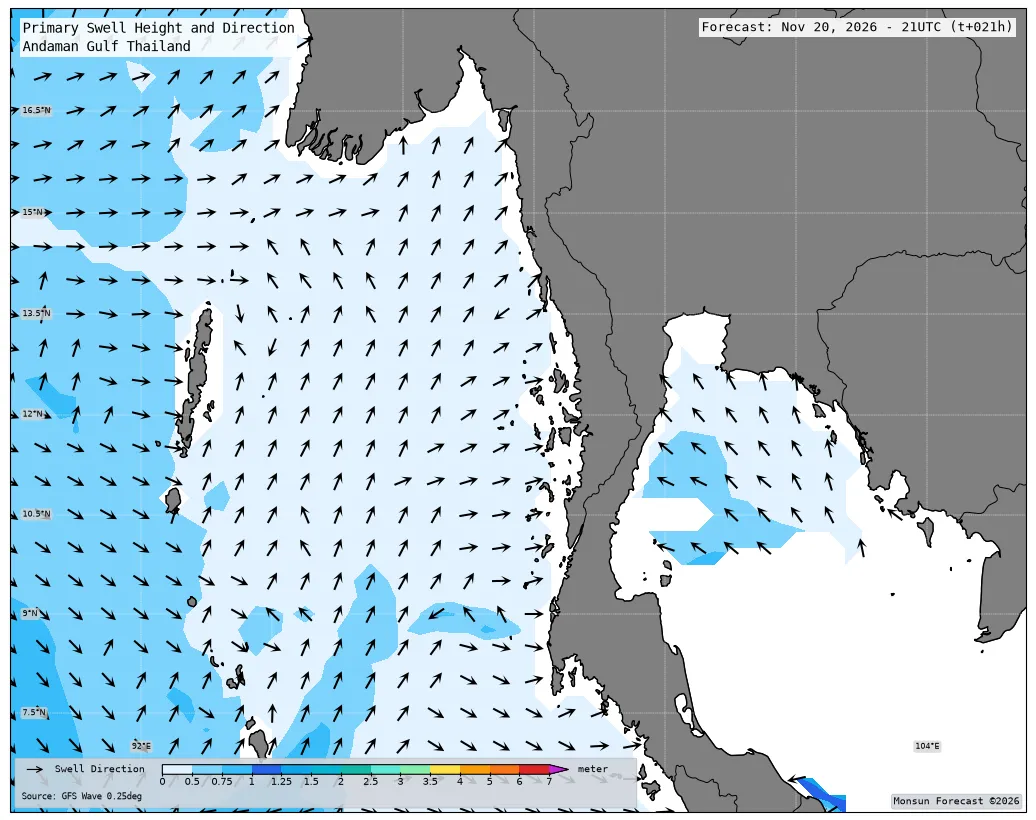 Primary Swell Height and Direction
Andaman Gulf Thailand
Forecast: Nov 20, 2026 - 21UTC (t+021h)
16.5°N
15°N
13.5°N
12°N
10.5°N
9°N
7.5°N
92°E
104°E
Swell Direction
0 0.5 0.75 1 1.25 1.5 2 2.5 3 3.5 4 5 6 7
meter
Source: GFS Wave 0.25deg
Monsun Forecast ©2026